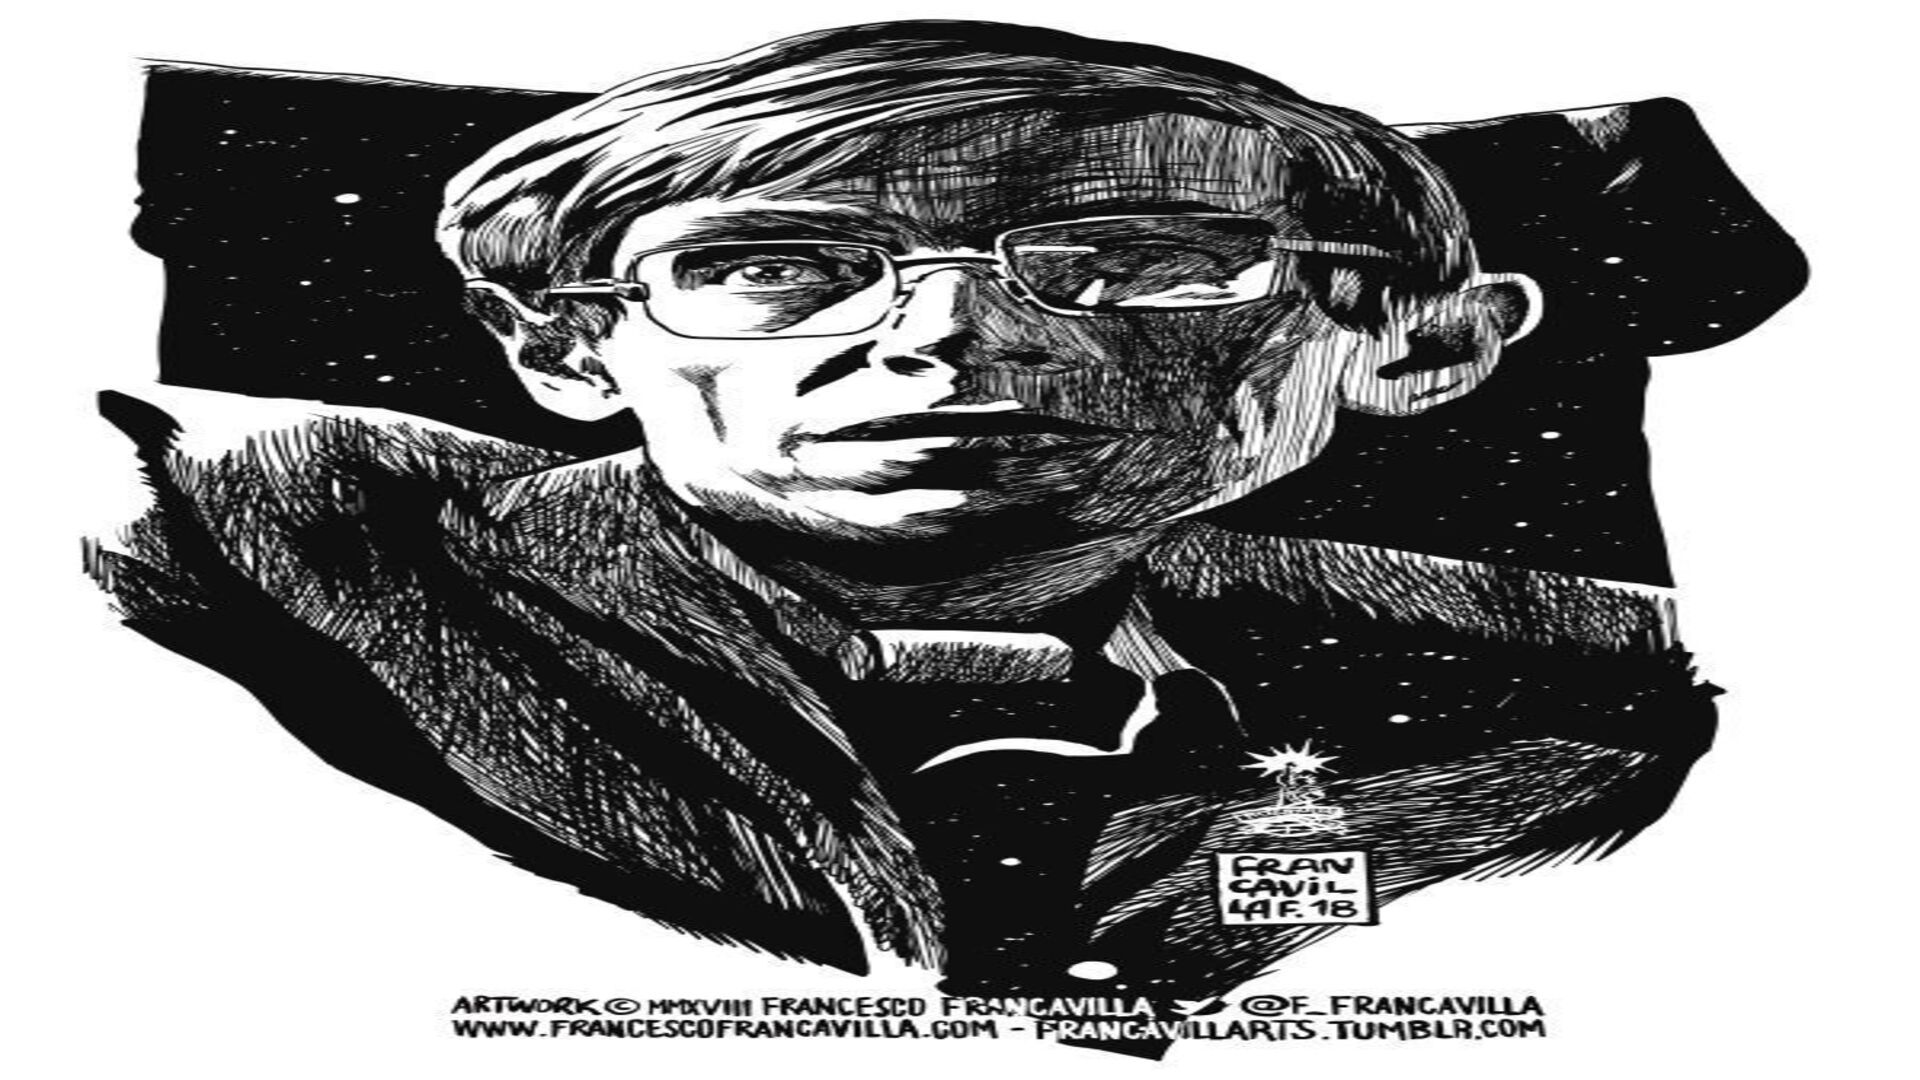 FRAN
CAVIL
LA F. 18
ARTWORK © MMXVIII FRANCESCO FRANCAVILLA @F_FRANCAVILLA
WWW.FRANCESCOFRANCAVILLA.COM - FRANCAVILLARTS.TUMBLR.COM